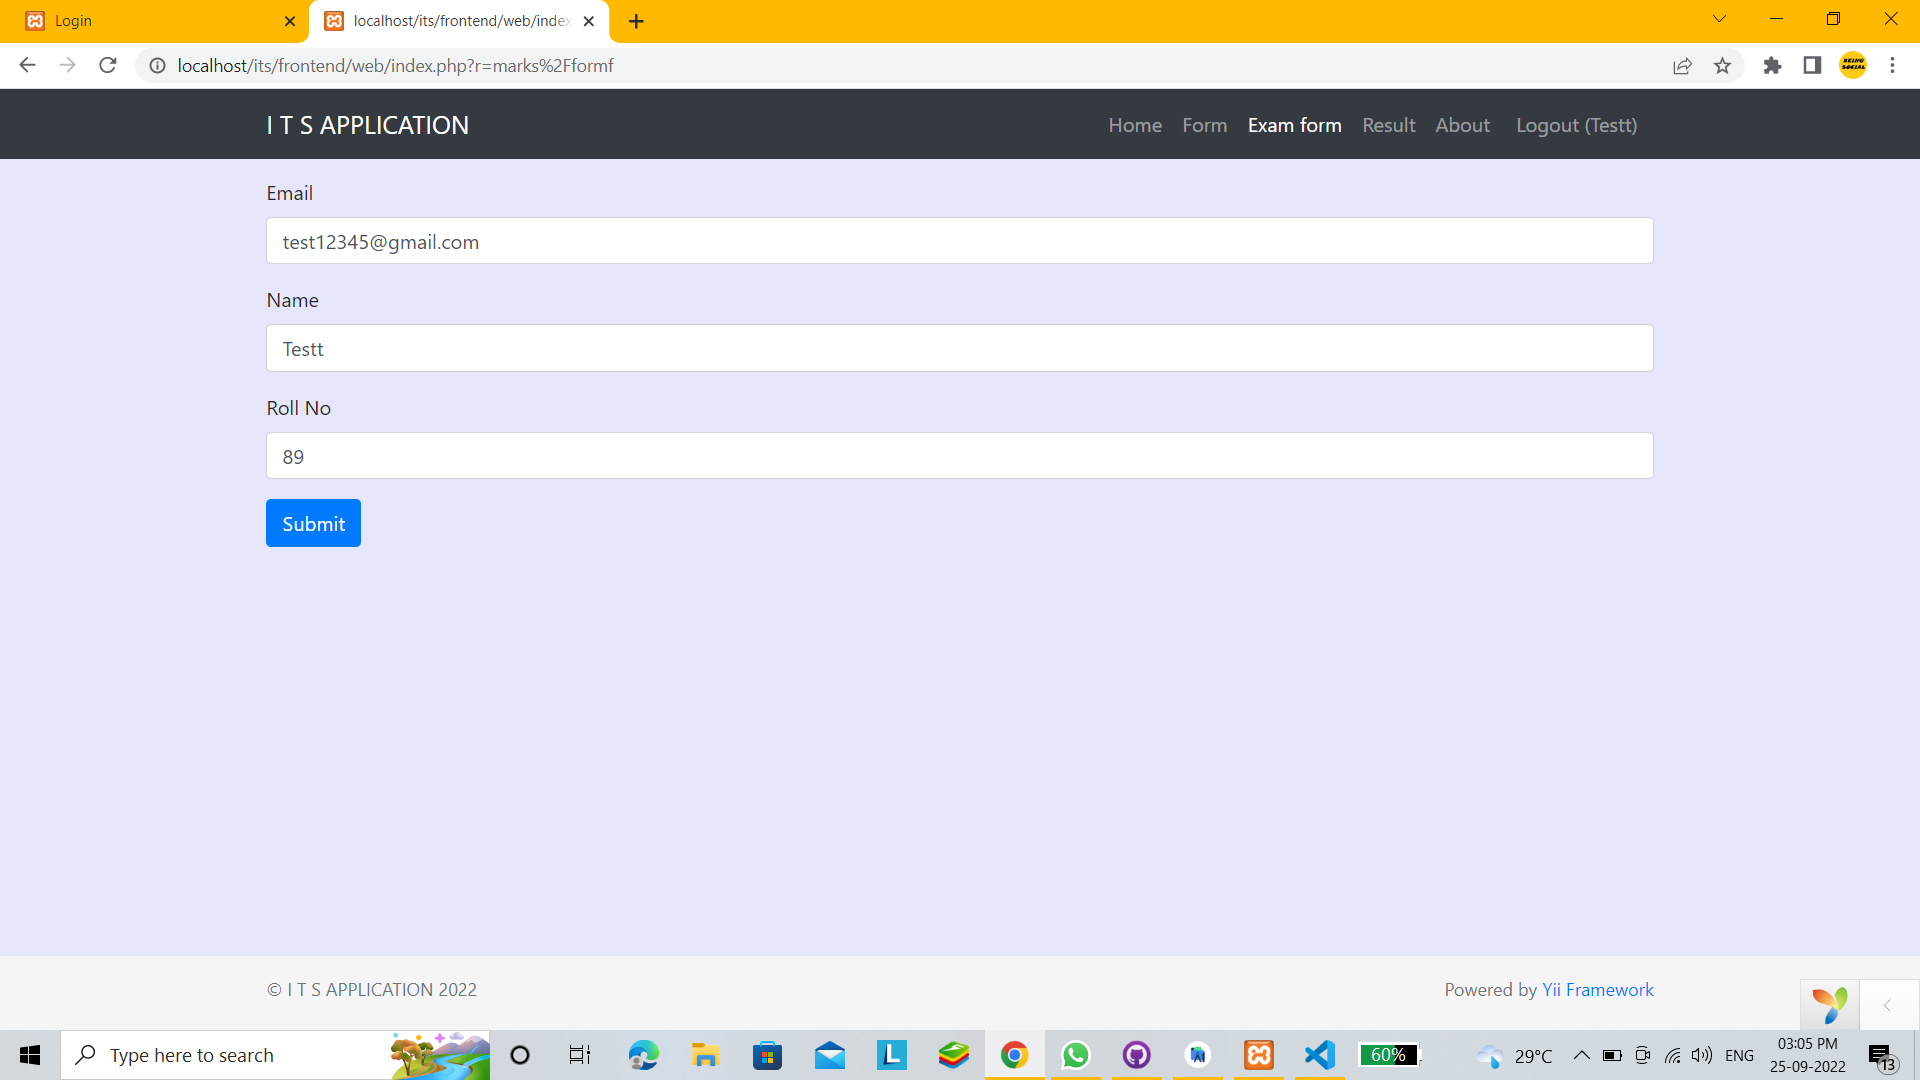 Login
localhost/its/frontend/web/index
localhost/its/frontend/web/index.php?r=marks%2Fformf
BEING
SOCIAL
I T S APPLICATION
Home Form Exam form Result About Logout (Testt)
Email
test12345@gmail.com
Name
Testt
Roll No
89
Submit
© I T S APPLICATION 2022
Powered by Yii Framework
Type here to search
L
60%
29°C
ENG
03:05 PM
25-09-2022
13